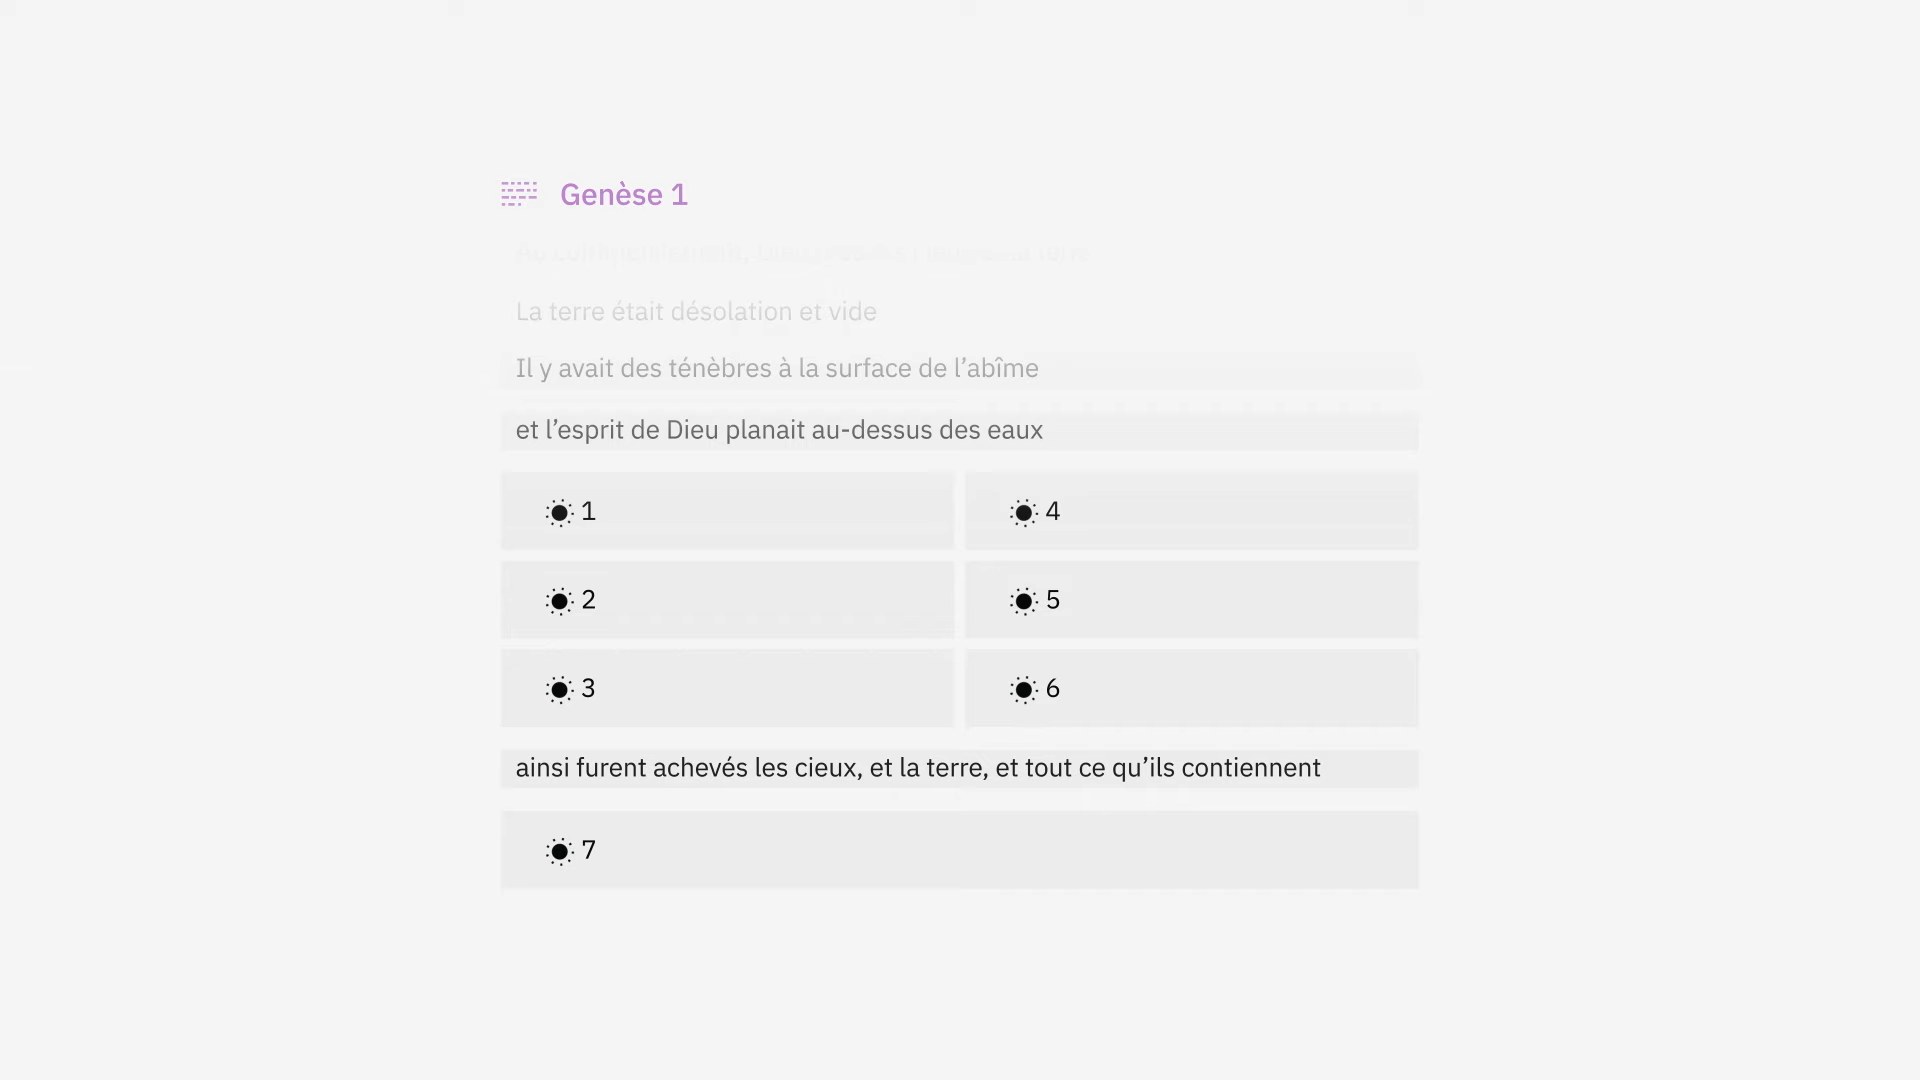 Genèse 1
La terre était désolation et vide
Il y avait des ténèbres à la surface de l’abîme
et l’esprit de Dieu planait au-dessus des eaux
1
4
2
5
3
6
ainsi furent achevés les cieux, et la terre, et tout ce qu’ils contiennent
7